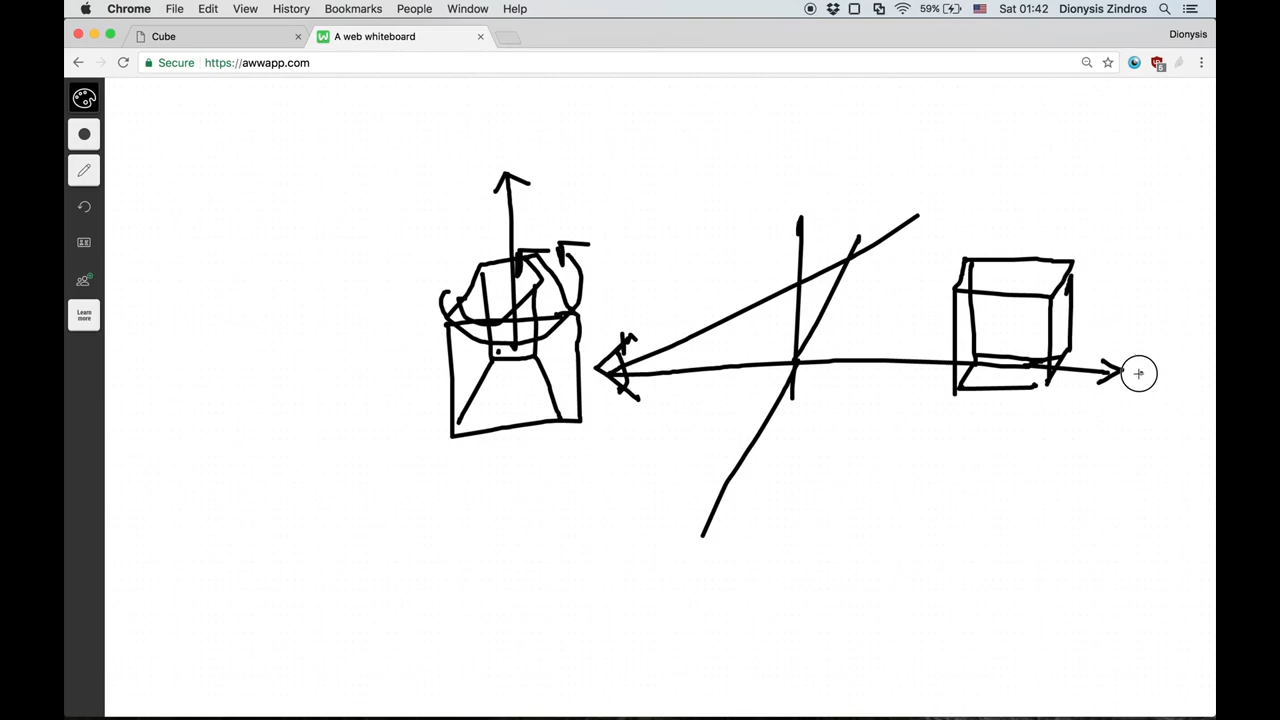 Chrome File Edit View History Bookmarks People Window Help 59% Sat 01:42 Dionysis Zindros
Cube A web whiteboard Dionysis
Secure https://awwapp.com
Learn
more